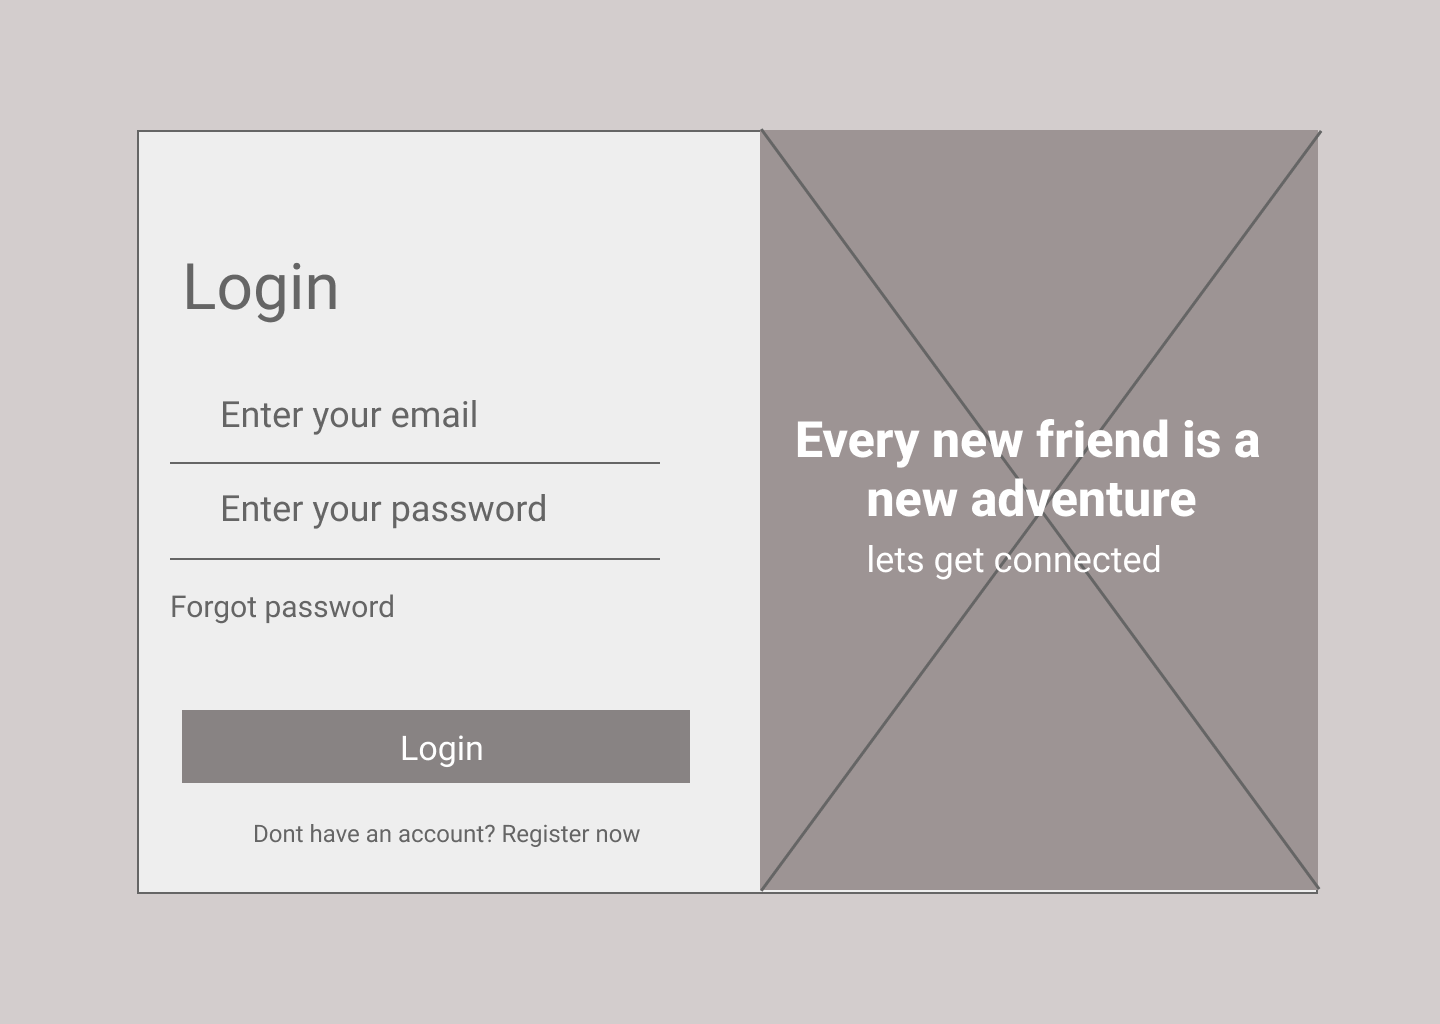 Login
Enter your email
Enter your password
Forgot password
Login
Dont have an account? Register now
Every new friend is a
new adventure
lets get connected